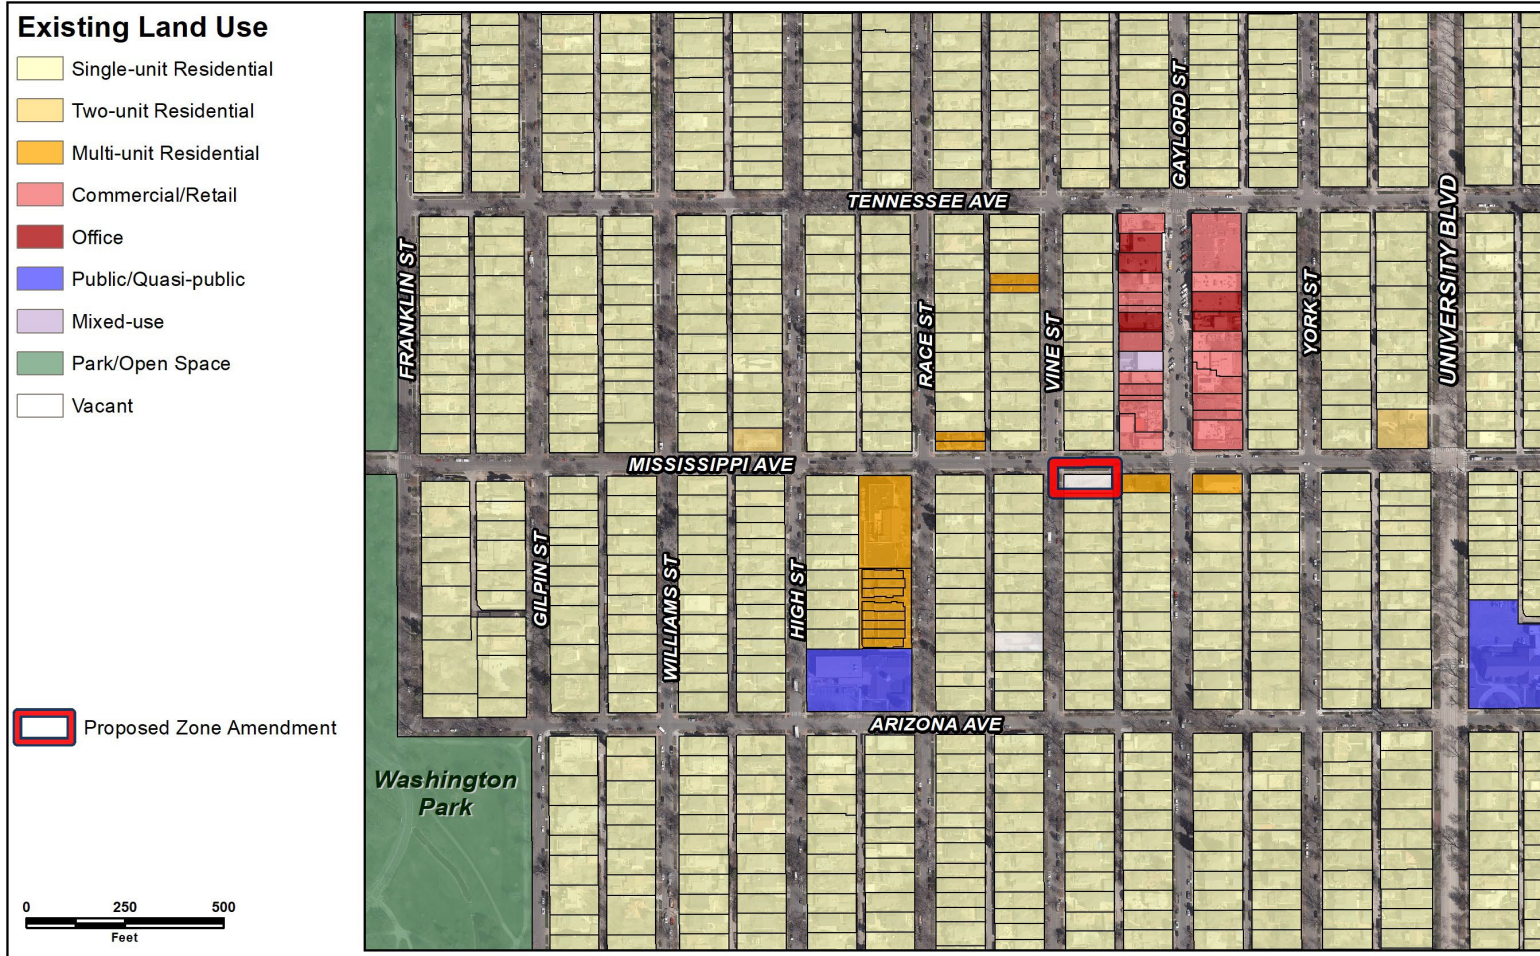 Existing Land Use
Single-unit Residential
Two-unit Residential
Multi-unit Residential
Commercial/Retail
Office
Public/Quasi-public
Mixed-use
Park/Open Space
Vacant
Proposed Zone Amendment
0 250 500
Feet
GAYLORD ST
TENNESSEE AVE
UNIVERSITY BLVD
FRANKLIN ST
RACE ST
VINE ST
YORK ST
MISSISSIPPI AVE
GILPIN ST
WILLIAMS ST
HIGH ST
ARIZONA AVE
Washington
Park